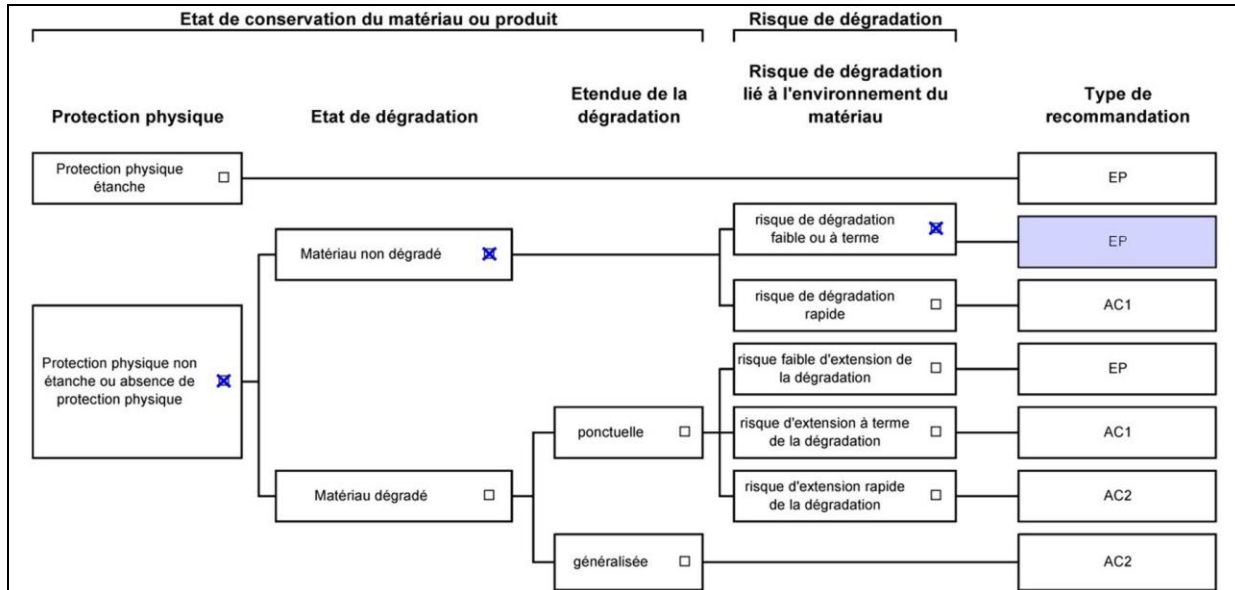 Etat de conservation du matériau ou produit
Risque de dégradation
Protection physique
Etat de dégradation
Etendue de la
dégradation
Risque de dégradation
lié à l'environnement du
matériau
Type de
recommandation
Protection physique
étanche
EP
risque de dégradation
faible ou à terme
EP
Matériau non dégradé
risque de dégradation
rapide
AC1
Protection physique non
étanche ou absence de
protection physique
risque faible d'extension de
la dégradation
EP
ponctuelle
risque d'extension à terme
de la dégradation
AC1
Matériau dégradé
risque d'extension rapide
de la dégradation
AC2
généralisée
AC2